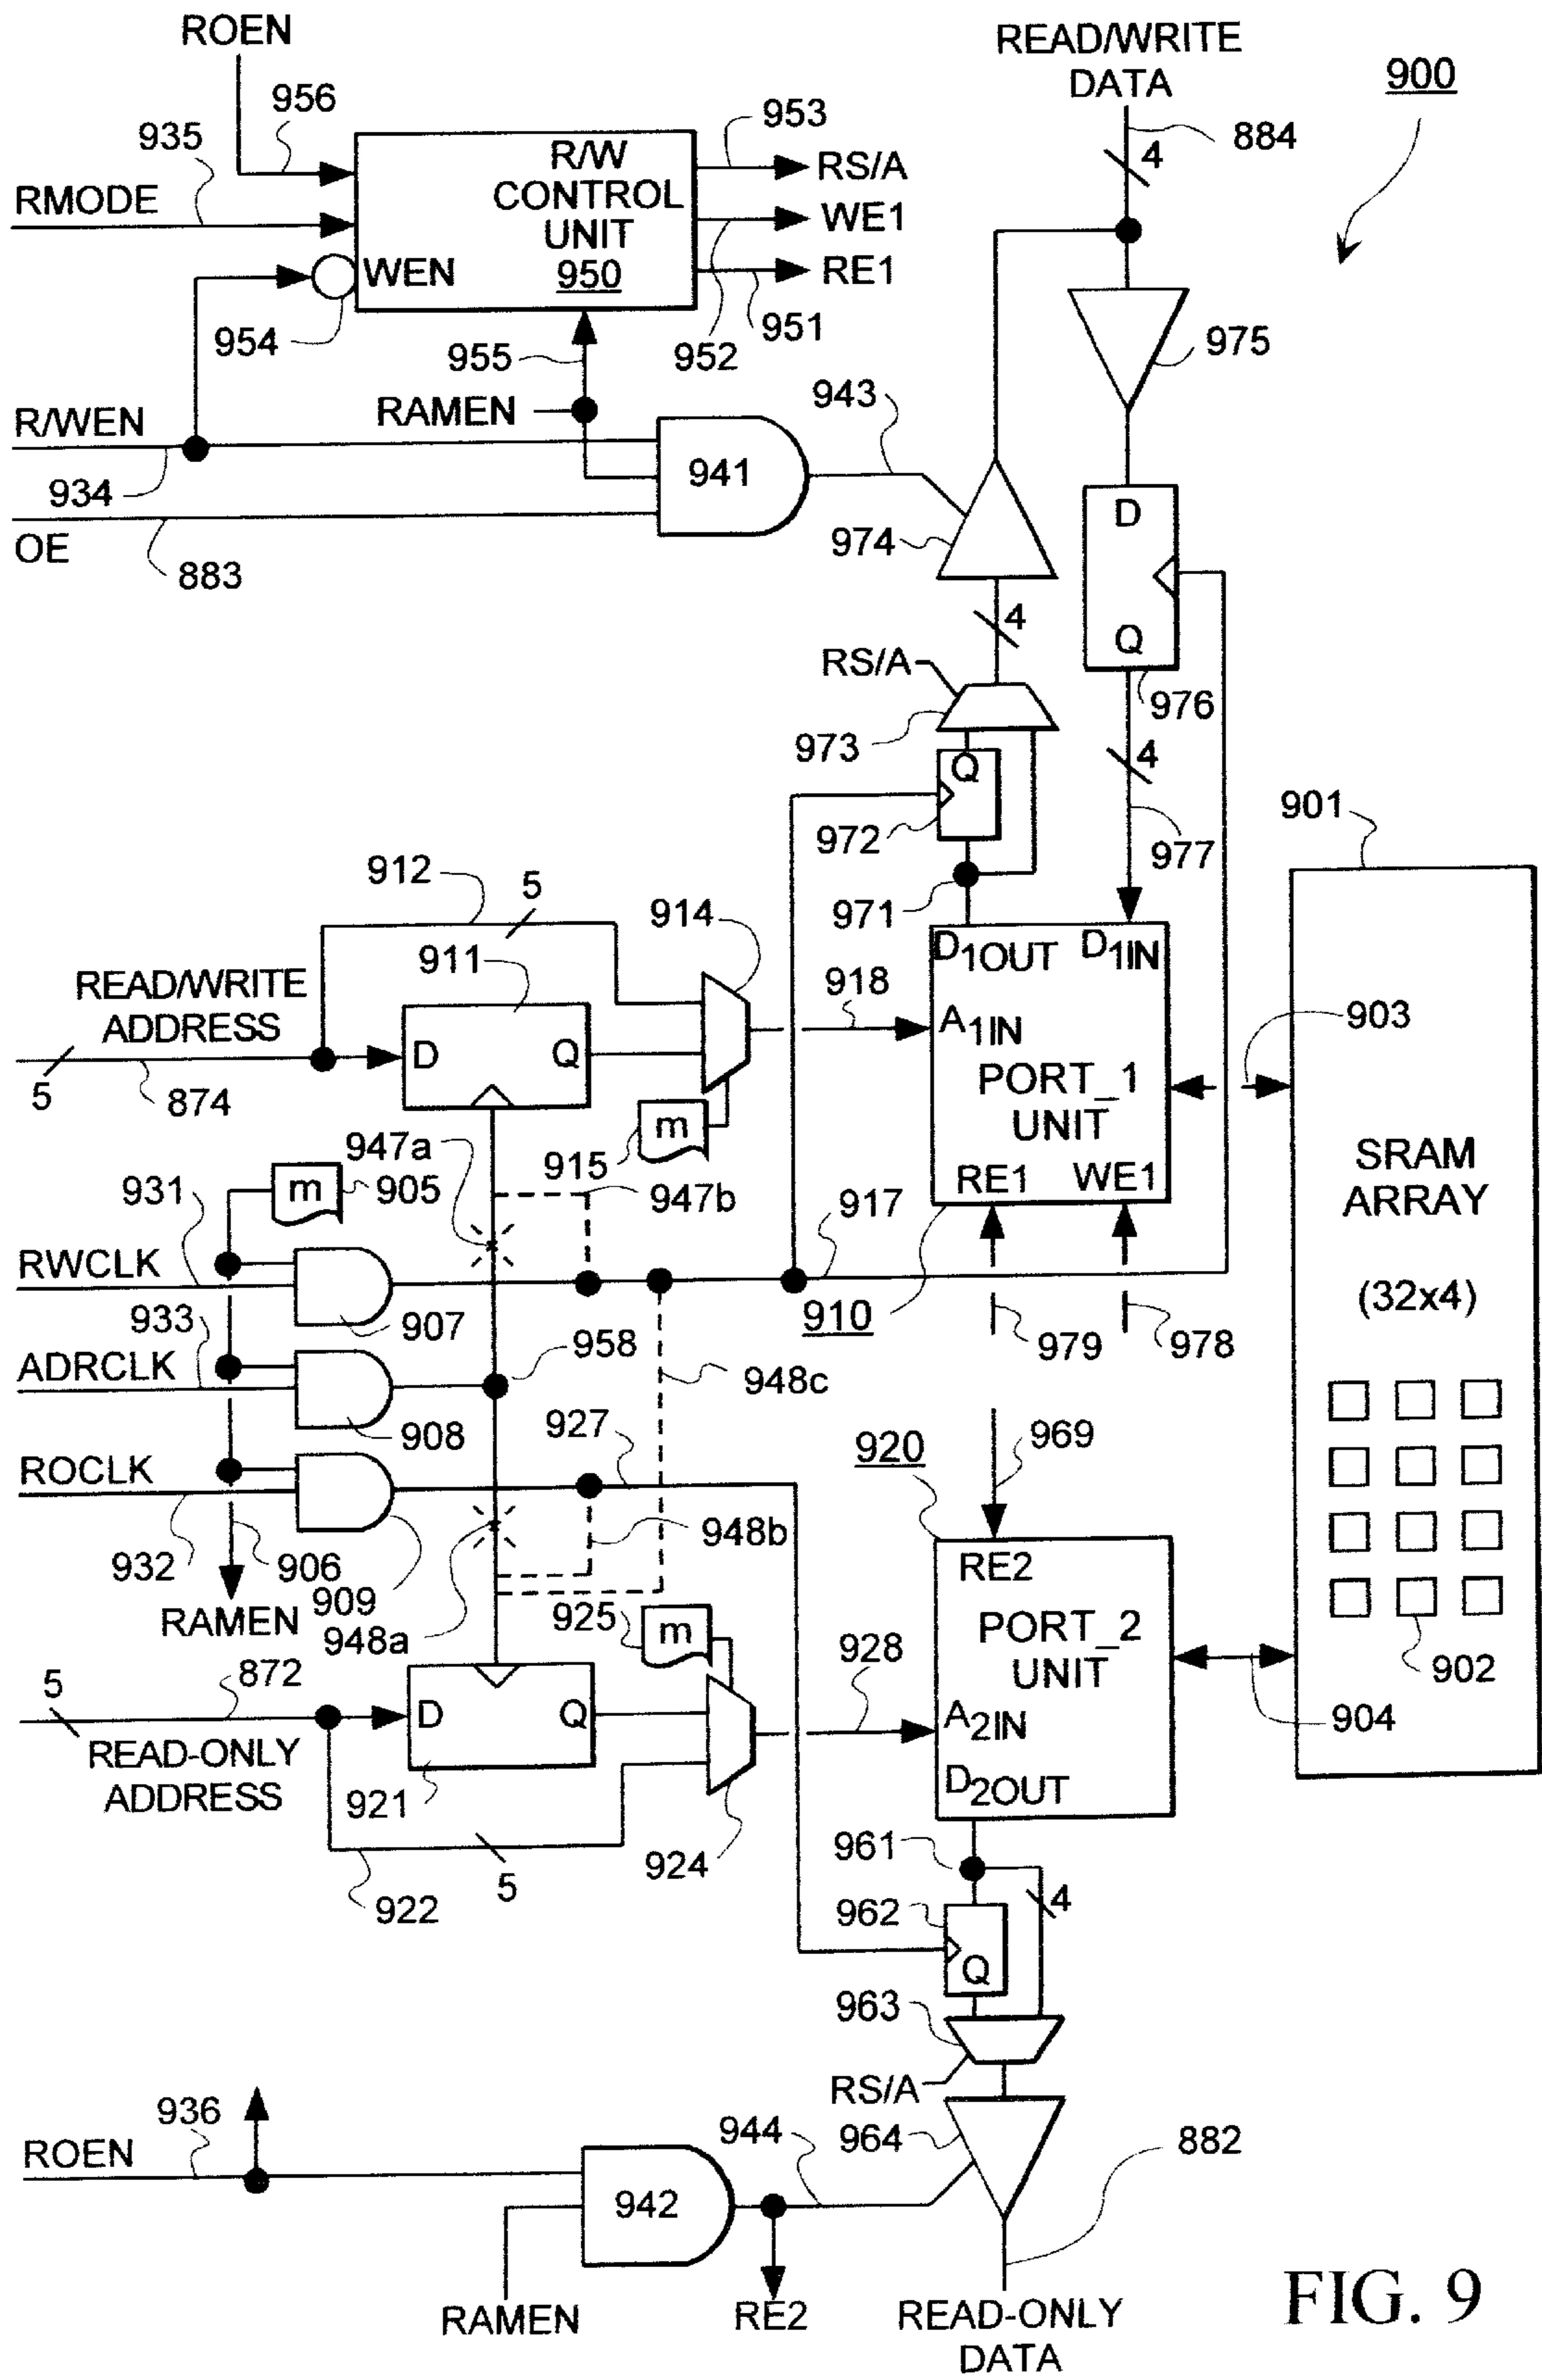 ROEN
READ/WRITE
DATA
900
956
953
884
935
4
R/W
CONTROL
UNIT
950
RS/A
RMODE
WE1
WEN
RE1
954
951
975
955
952
943
RAMEN
R/WEN
941
934
D
974
OE
883
4
Q
RS/A
976
973
4
Q
901
972
977
912
5
914
971
911
D1OUT
D1IN
READ/WRITE
ADDRESS
918
903
A1IN
D
Q
PORT_1
UNIT
5
874
m
947a
915
SRAM
ARRAY
931
m
905
947b
RE1
WE1
917
RWCLK
(32x4)
933
907
910
958
979
978
ADRCLK
948c
908
927
969
ROCLK
920
948b
932
906
RE2
909
RAMEN
925
m
PORT_2
UNIT
948a
872
928
902
5
D
Q
A2IN
904
READ-ONLY
ADDRESS
D2OUT
921
961
924
5
962
4
922
Q
963
RS/A
936
944
964
882
ROEN
942
RAMEN
RE2
READ-ONLY
DATA
FIG. 9